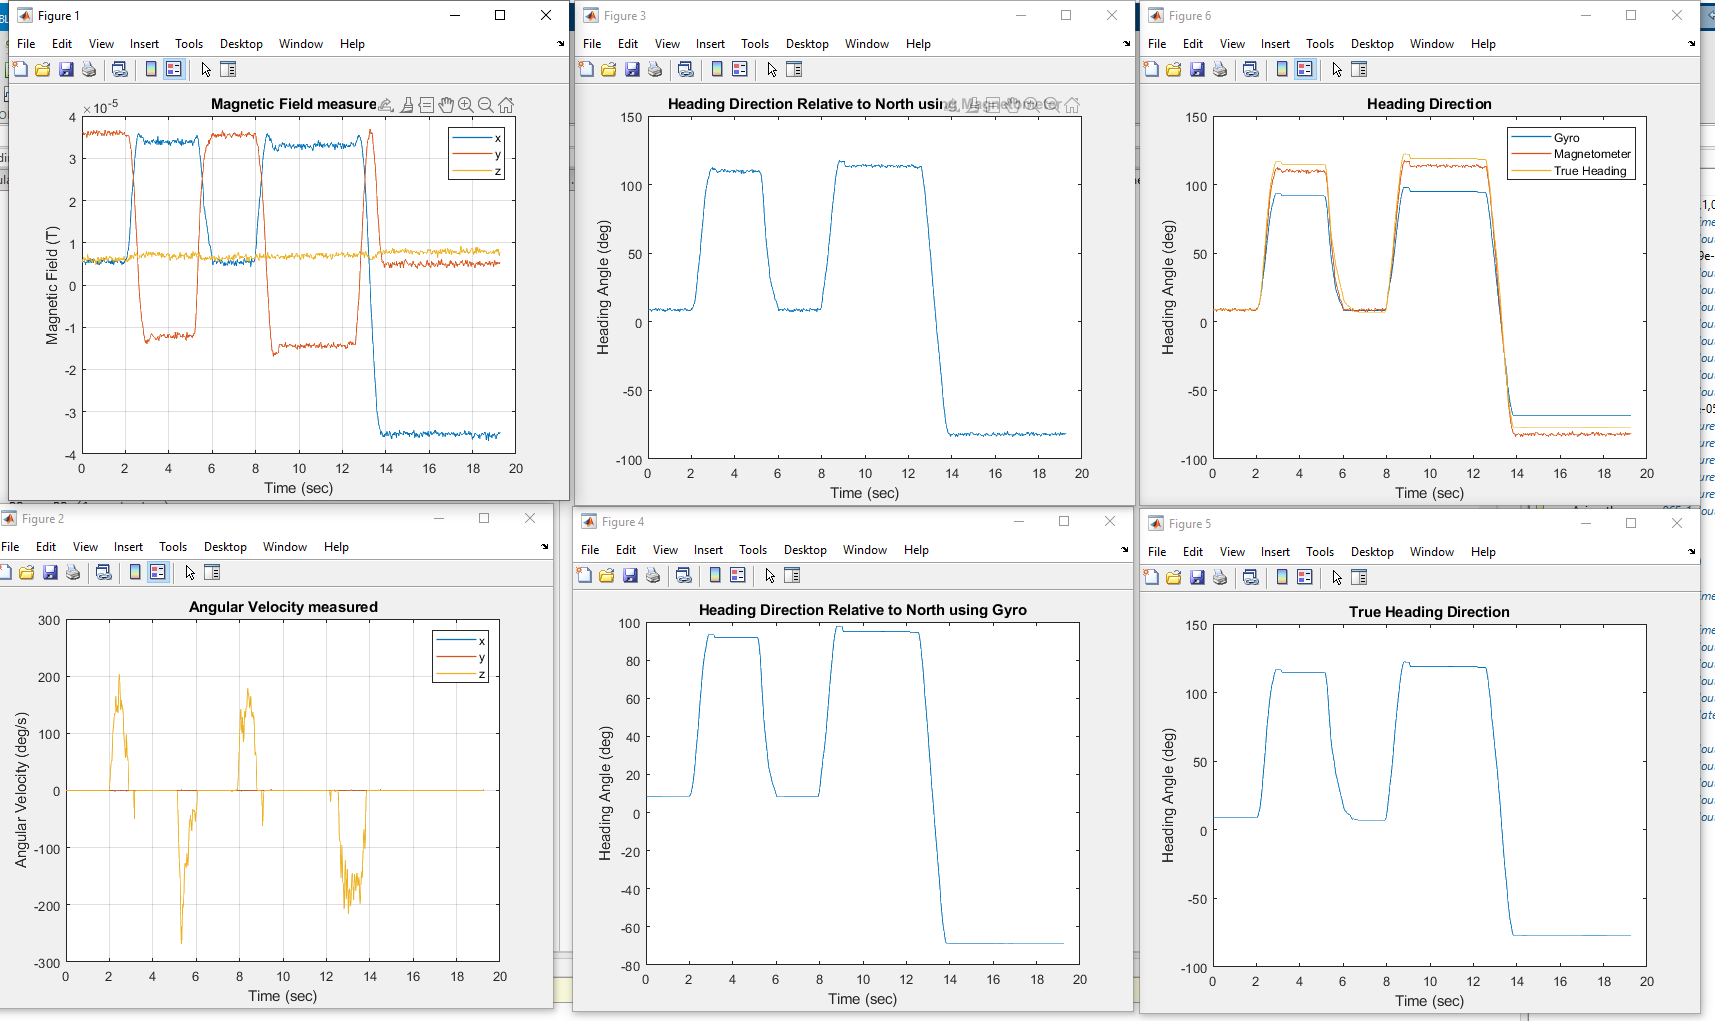 Figure 1
File Edit View Insert Tools Desktop Window Help
×10-5
Magnetic Field measure
4
3
2
1
0
-1
-2
-3
-4
Magnetic Field (T)
x
y
z
0 2 4 6 8 10 12 14 16 18 20
Time (sec)
Figure 3
File Edit View Insert Tools Desktop Window Help
Heading Direction Relative to North using Magnetometer
150
100
50
0
-50
-100
Heading Angle (deg)
0 2 4 6 8 10 12 14 16 18 20
Time (sec)
Figure 6
File Edit View Insert Tools Desktop Window Help
Heading Direction
150
100
50
0
-50
-100
Heading Angle (deg)
Gyro
Magnetometer
True Heading
0 2 4 6 8 10 12 14 16 18 20
Time (sec)
Figure 2
File Edit View Insert Tools Desktop Window Help
Angular Velocity measured
300
200
100
0
-100
-200
-300
Angular Velocity (deg/s)
x
y
z
0 2 4 6 8 10 12 14 16 18 20
Time (sec)
Figure 4
File Edit View Insert Tools Desktop Window Help
Heading Direction Relative to North using Gyro
100
80
60
40
20
0
-20
-40
-60
-80
Heading Angle (deg)
0 2 4 6 8 10 12 14 16 18 20
Time (sec)
Figure 5
File Edit View Insert Tools Desktop Window Help
True Heading Direction
150
100
50
0
-50
-100
Heading Angle (deg)
0 2 4 6 8 10 12 14 16 18 20
Time (sec)